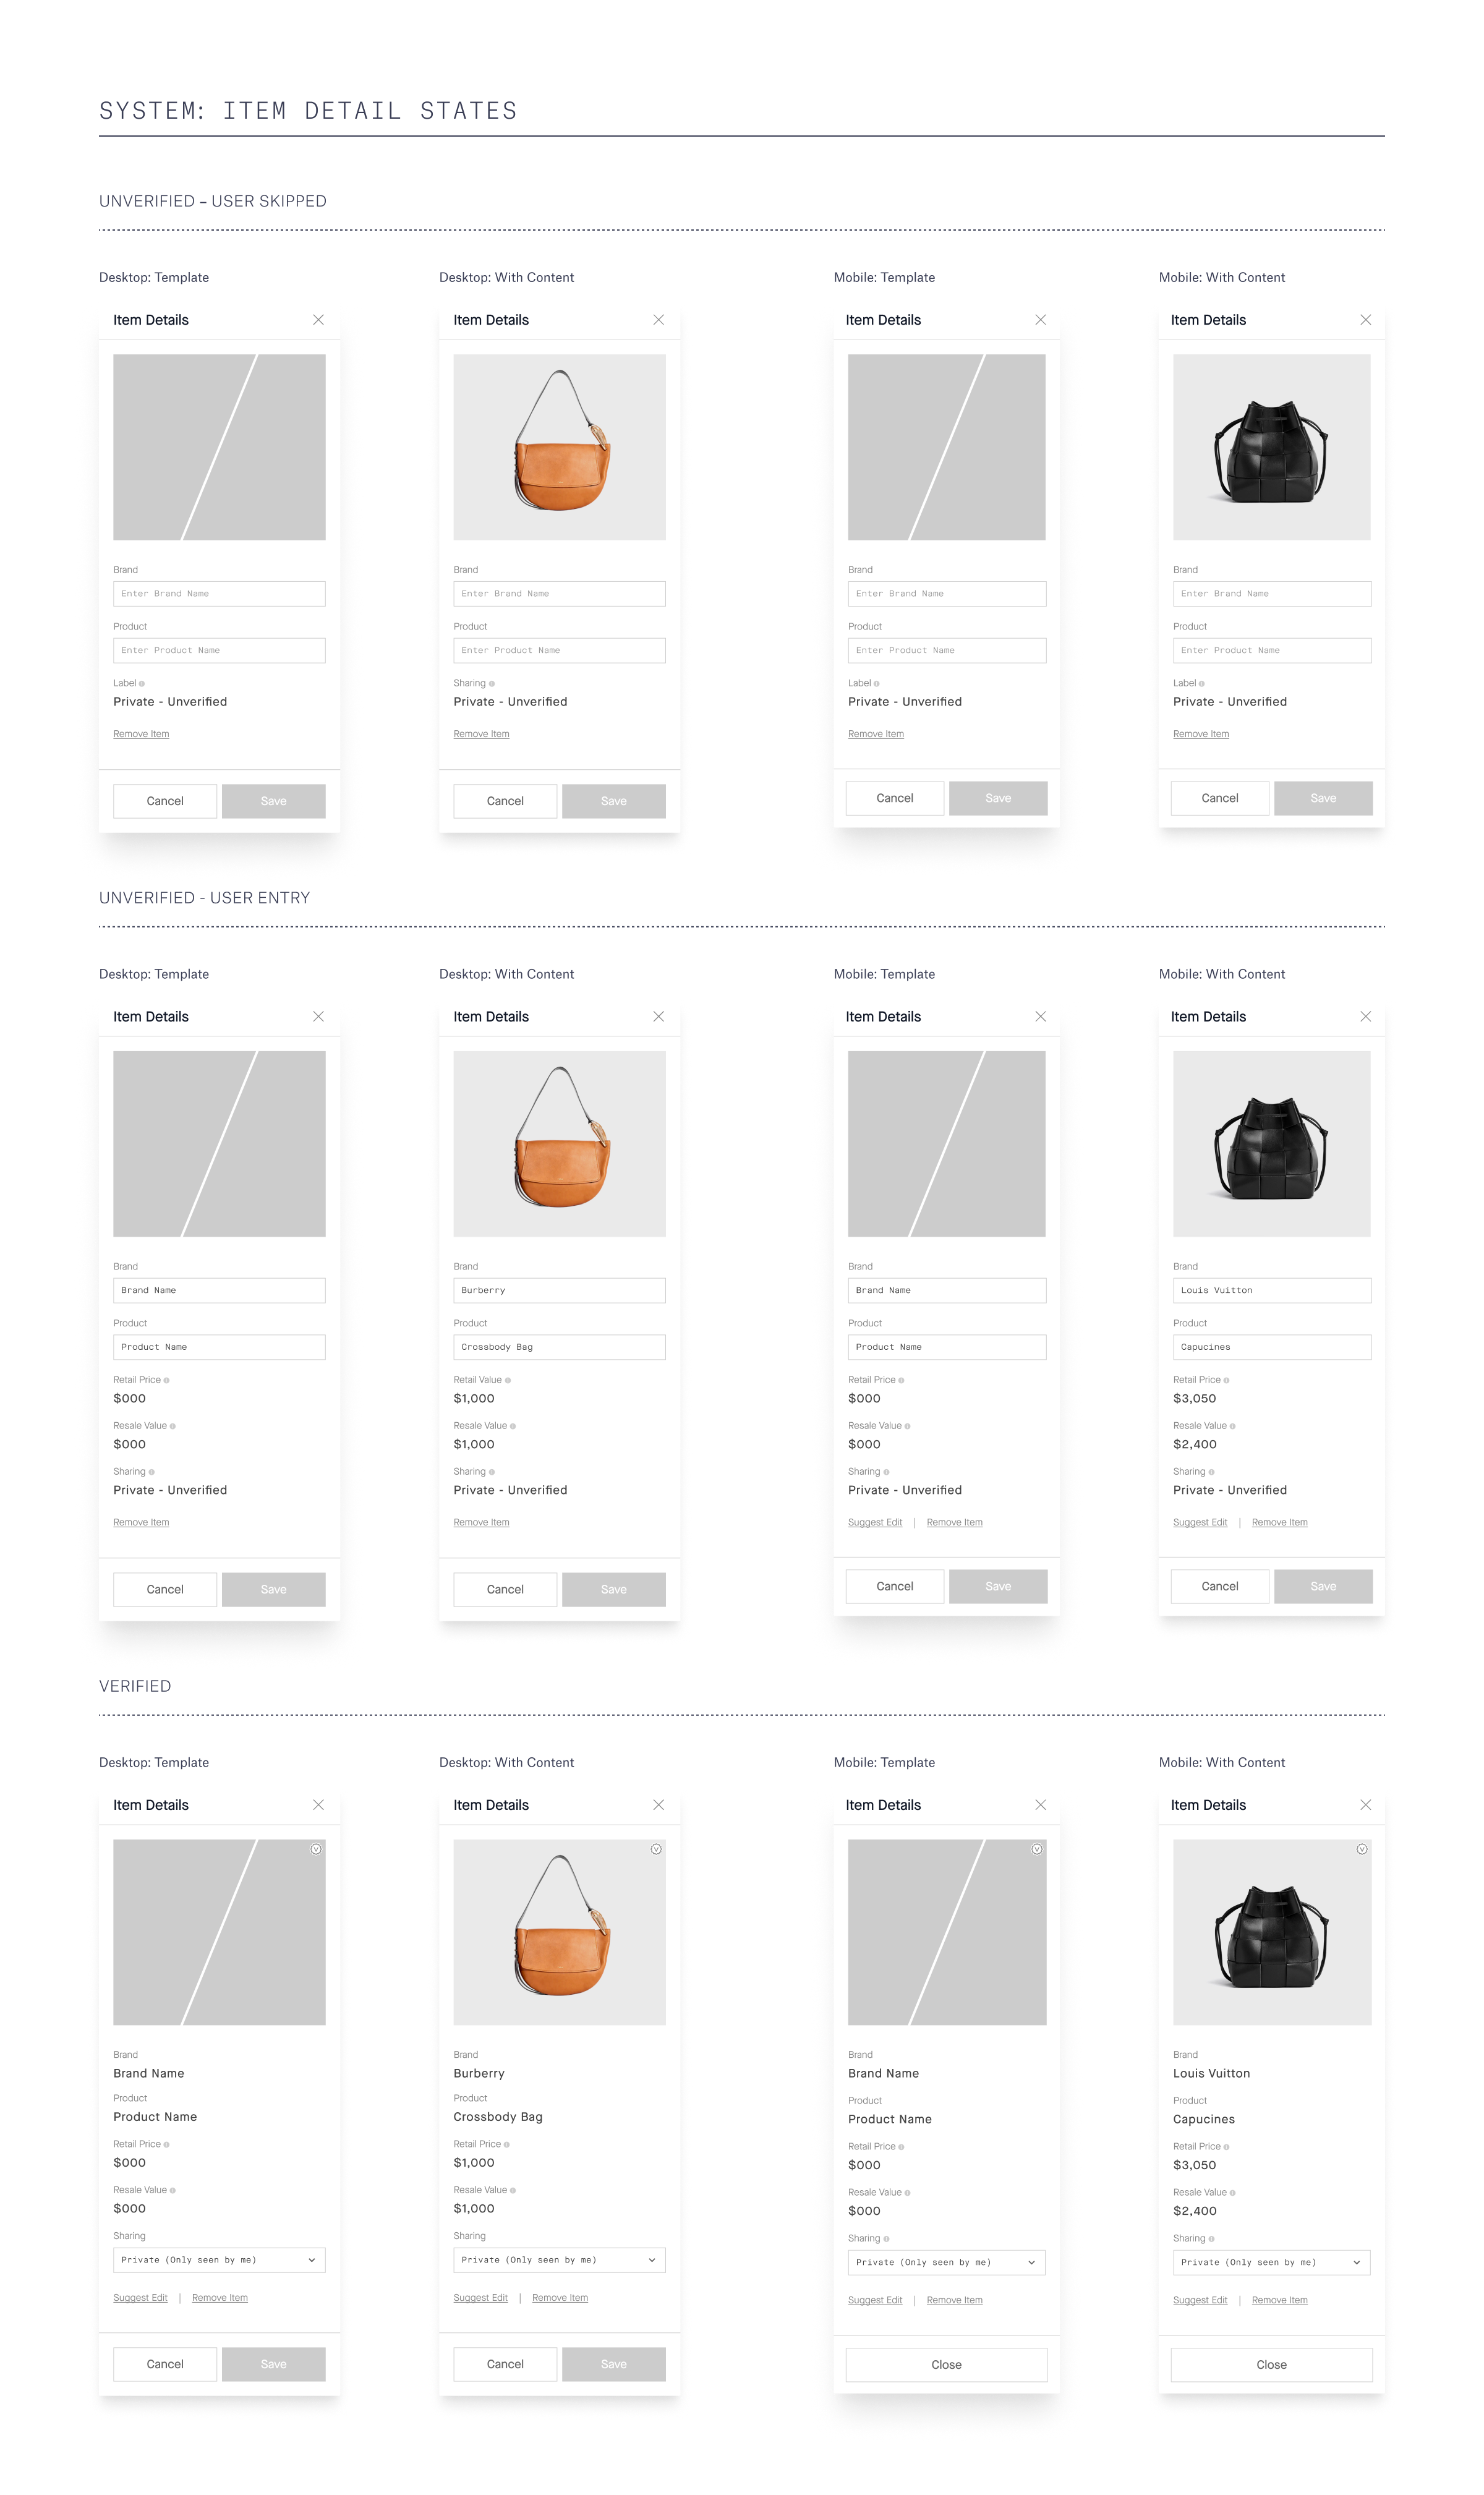 SYSTEM: ITEM DETAIL STATES
UNVERIFIED – USER SKIPPED
Desktop: Template
Item Details
Brand
Enter Brand Name
Product
Enter Product Name
Label
Private - Unverified
Remove Item
Cancel Save
Desktop: With Content
Item Details
Brand
Enter Brand Name
Product
Enter Product Name
Sharing
Private - Unverified
Remove Item
Cancel Save
Mobile: Template
Item Details
Brand
Enter Brand Name
Product
Enter Product Name
Label
Private - Unverified
Remove Item
Cancel Save
Mobile: With Content
Item Details
Brand
Enter Brand Name
Product
Enter Product Name
Label
Private - Unverified
Remove Item
Cancel Save
UNVERIFIED - USER ENTRY
Desktop: Template
Item Details
Brand
Brand Name
Product
Product Name
Retail Price
$000
Resale Value
$000
Sharing
Private - Unverified
Remove Item
Cancel Save
Desktop: With Content
Item Details
Brand
Burberry
Product
Crossbody Bag
Retail Value
$1,000
Resale Value
$1,000
Sharing
Private - Unverified
Remove Item
Cancel Save
Mobile: Template
Item Details
Brand
Brand Name
Product
Product Name
Retail Price
$000
Resale Value
$000
Sharing
Private - Unverified
Suggest Edit | Remove Item
Cancel Save
Mobile: With Content
Item Details
Brand
Louis Vuitton
Product
Capucines
Retail Price
$3,050
Resale Value
$2,400
Sharing
Private - Unverified
Suggest Edit | Remove Item
Cancel Save
VERIFIED
Desktop: Template
Item Details
V
Brand
Brand Name
Product
Product Name
Retail Price
$000
Resale Value
$000
Sharing
Private (Only seen by me)
Suggest Edit | Remove Item
Cancel Save
Desktop: With Content
Item Details
V
Brand
Burberry
Product
Crossbody Bag
Retail Price
$1,000
Resale Value
$1,000
Sharing
Private (Only seen by me)
Suggest Edit | Remove Item
Cancel Save
Mobile: Template
Item Details
V
Brand
Brand Name
Product
Product Name
Retail Price
$000
Resale Value
$000
Sharing
Private (Only seen by me)
Suggest Edit | Remove Item
Close
Mobile: With Content
Item Details
V
Brand
Louis Vuitton
Product
Capucines
Retail Price
$3,050
Resale Value
$2,400
Sharing
Private (Only seen by me)
Suggest Edit | Remove Item
Close